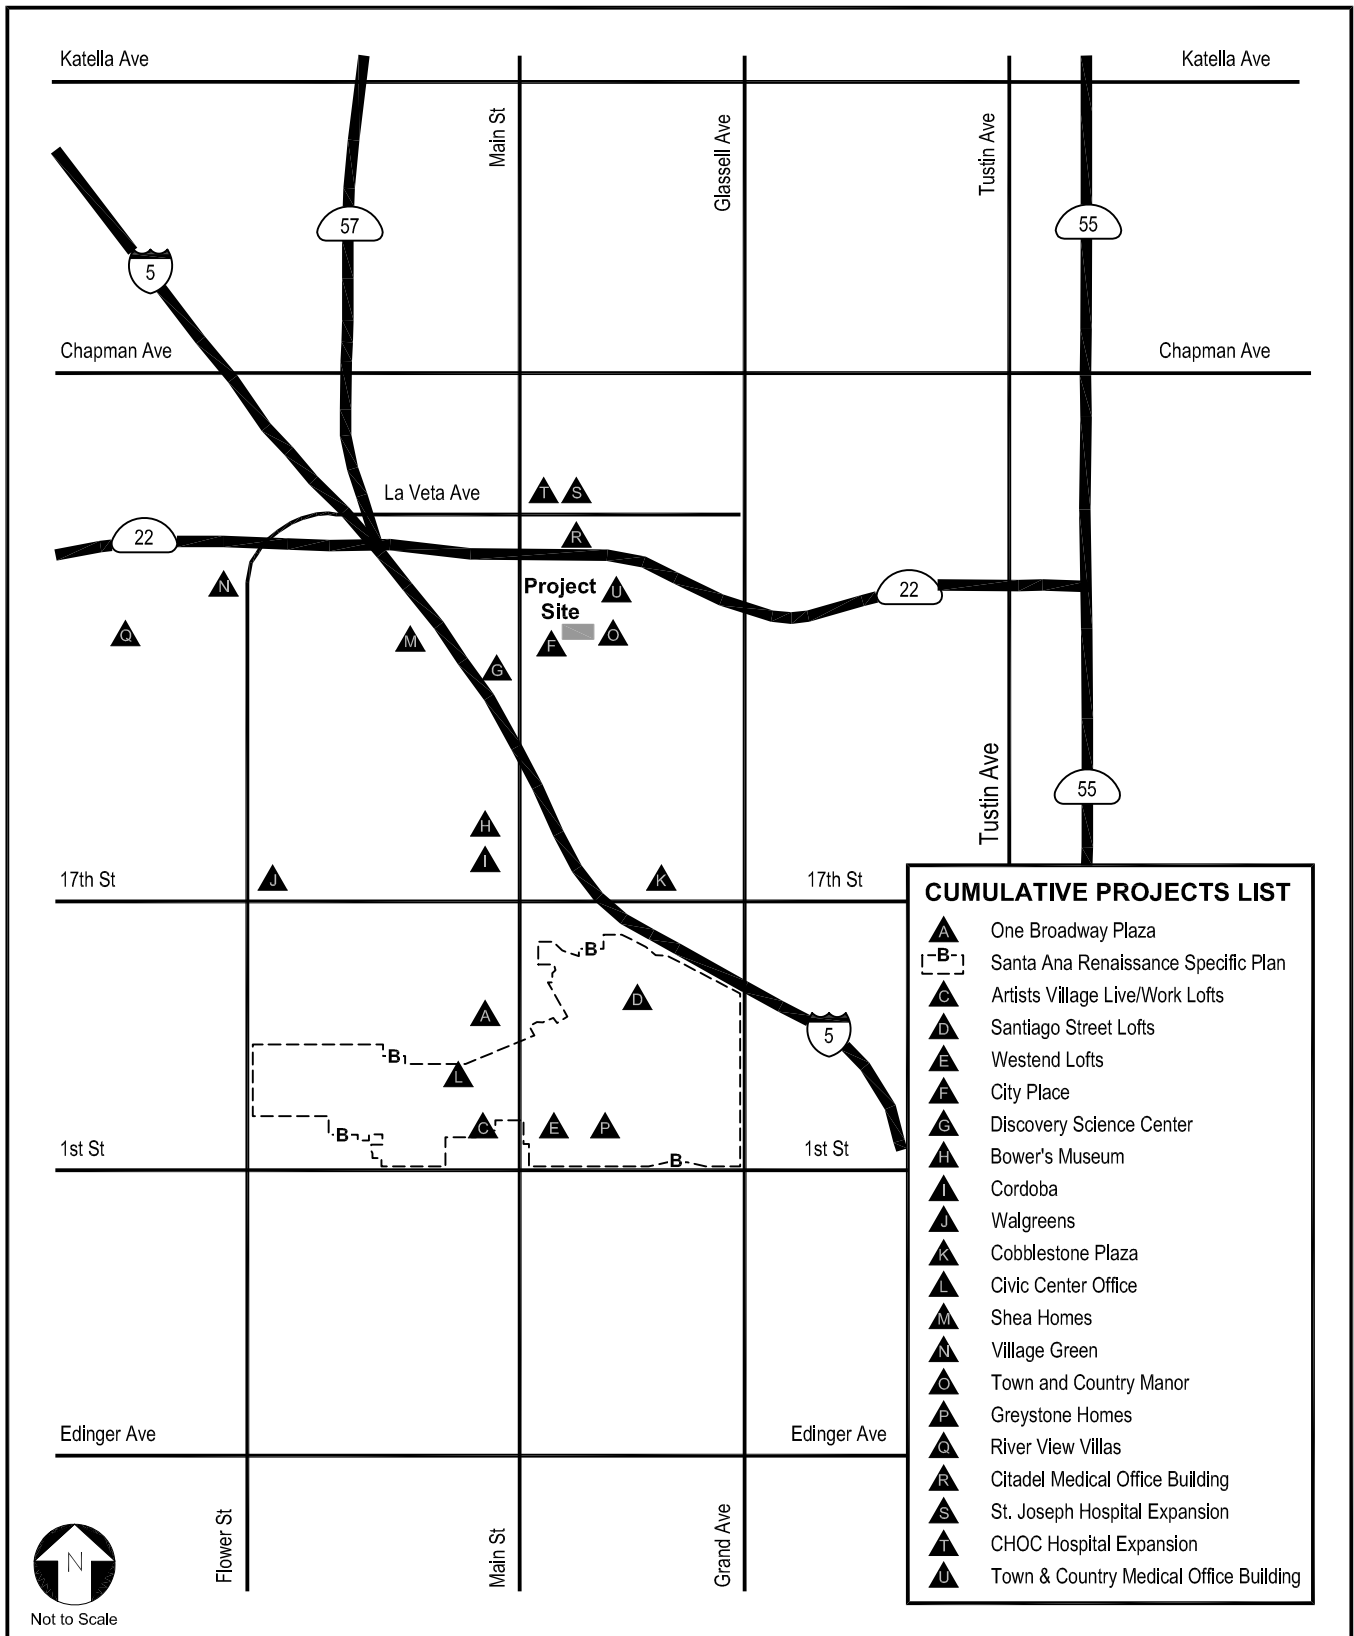 Katella Ave
Katella Ave
Main St
Glassell Ave
Tustin Ave
57
55
5
Chapman Ave
Chapman Ave
La Veta Ave
T
S
22
R
N
Project
Site
U
22
Q
M
F
O
G
Tustin Ave
55
H
I
17th St
J
K
17th St
B
D
A
5
B
L
B
C
E
P
1st St
B
1st St
CUMULATIVE PROJECTS LIST
A One Broadway Plaza
B Santa Ana Renaissance Specific Plan
C Artists Village Live/Work Lofts
D Santiago Street Lofts
E Westend Lofts
F City Place
G Discovery Science Center
H Bower's Museum
I Cordoba
J Walgreens
K Cobblestone Plaza
L Civic Center Office
M Shea Homes
N Village Green
O Town and Country Manor
P Greystone Homes
Q River View Villas
R Citadel Medical Office Building
S St. Joseph Hospital Expansion
T CHOC Hospital Expansion
U Town & Country Medical Office Building
Edinger Ave
Edinger Ave
Flower St
Main St
Grand Ave
N
Not to Scale